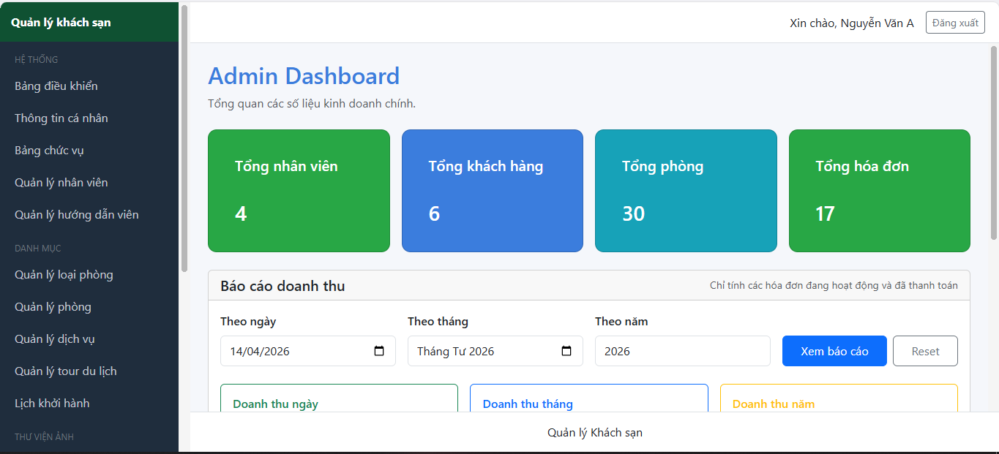 Quản lý khách sạn
Xin chào, Nguyễn Văn A
Đăng xuất
HỆ THỐNG
Bảng điều khiển
Thông tin cá nhân
Bảng chức vụ
Quản lý nhân viên
Quản lý hướng dẫn viên
DANH MỤC
Quản lý loại phòng
Quản lý phòng
Quản lý dịch vụ
Quản lý tour du lịch
Lịch khởi hành
THƯ VIỆN ẢNH
Admin Dashboard
Tổng quan các số liệu kinh doanh chính.
Tổng nhân viên
4
Tổng khách hàng
6
Tổng phòng
30
Tổng hóa đơn
17
Báo cáo doanh thu
Chỉ tính các hóa đơn đang hoạt động và đã thanh toán
Theo ngày
14/04/2026
Theo tháng
Tháng Tư 2026
Theo năm
2026
Xem báo cáo
Reset
Doanh thu ngày
Doanh thu tháng
Doanh thu năm
Quản lý Khách sạn